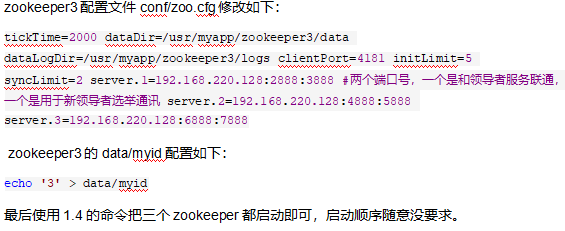 zookeeper3 配置文件 conf/zoo.cfg 修改如下：
tickTime=2000 dataDir=/usr/myapp/zookeeper3/data
dataLogDir=/usr/myapp/zookeeper3/logs clientPort=4181 initLimit=5
syncLimit=2 server.1=192.168.220.128:2888:3888 #两个端口号，一个是和领导者服务联通，
一个是用于新领导者选举通讯 server.2=192.168.220.128:4888:5888
server.3=192.168.220.128:6888:7888
zookeeper3 的 data/myid 配置如下：
echo '3' > data/myid
最后使用 1.4 的命令把三个 zookeeper 都启动即可，启动顺序随意没要求。